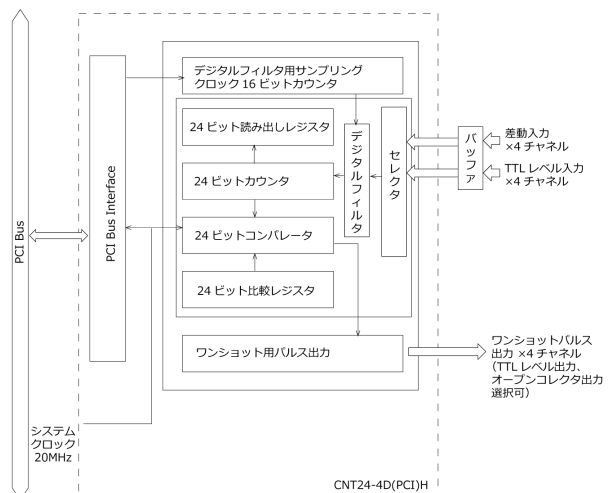 デジタルフィルタ用サンプリング
クロック 16 ビットカウンタ
24 ビット読み出しレジスタ
24 ビットカウンタ
24 ビットコンパレータ
24 ビット比較レジスタ
ワンショット用パルス出力
デジタルフィルタ
セレクタ
バッファ
差動入力
×4 チャネル
TTL レベル入力
×4 チャネル
PCI Bus
PCI Bus Interface
ワンショットパルス
出力 ×4 チャネル
(TTL レベル出力、
オープンコレクタ出力
選択可)
システム
クロック
20MHz
CNT24-4D(PCI)H